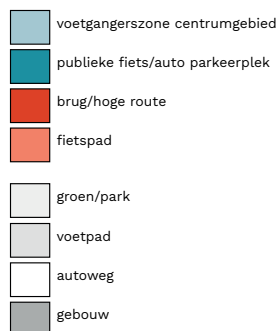 voetgangerszone centrumgebied
publieke fiets/auto parkeerplek
brug/hoge route
fietspad
groen/park
voetpad
autoweg
gebouw